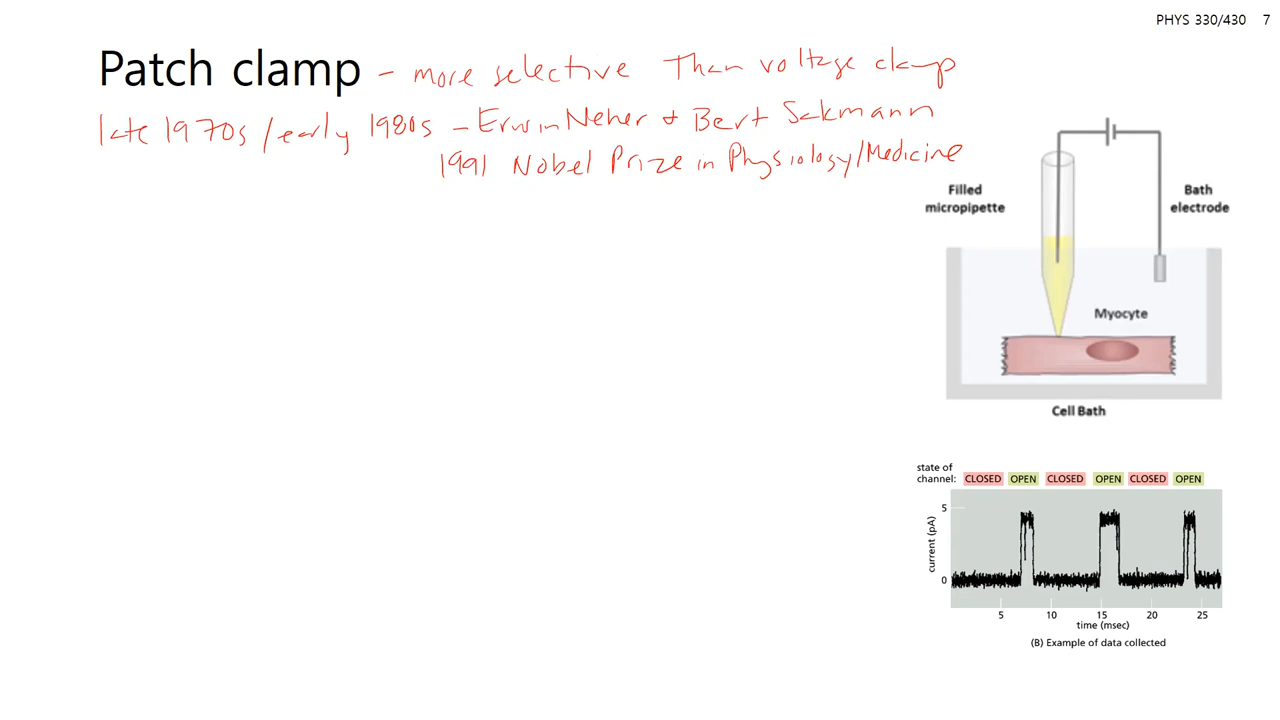 PHYS 330/430 7
Patch clamp - more selective Than voltage clamp
late 1970s/early 1980s - Erwin Neher & Bert Sakmann
1991 Nobel Prize in Physiology/Medicine
Filled
micropipette
Bath
electrode
Myocyte
Cell Bath
state of
channel: CLOSED OPEN CLOSED OPEN CLOSED OPEN
5
current (pA)
0
5 10 15 20 25
time (msec)
(B) Example of data collected